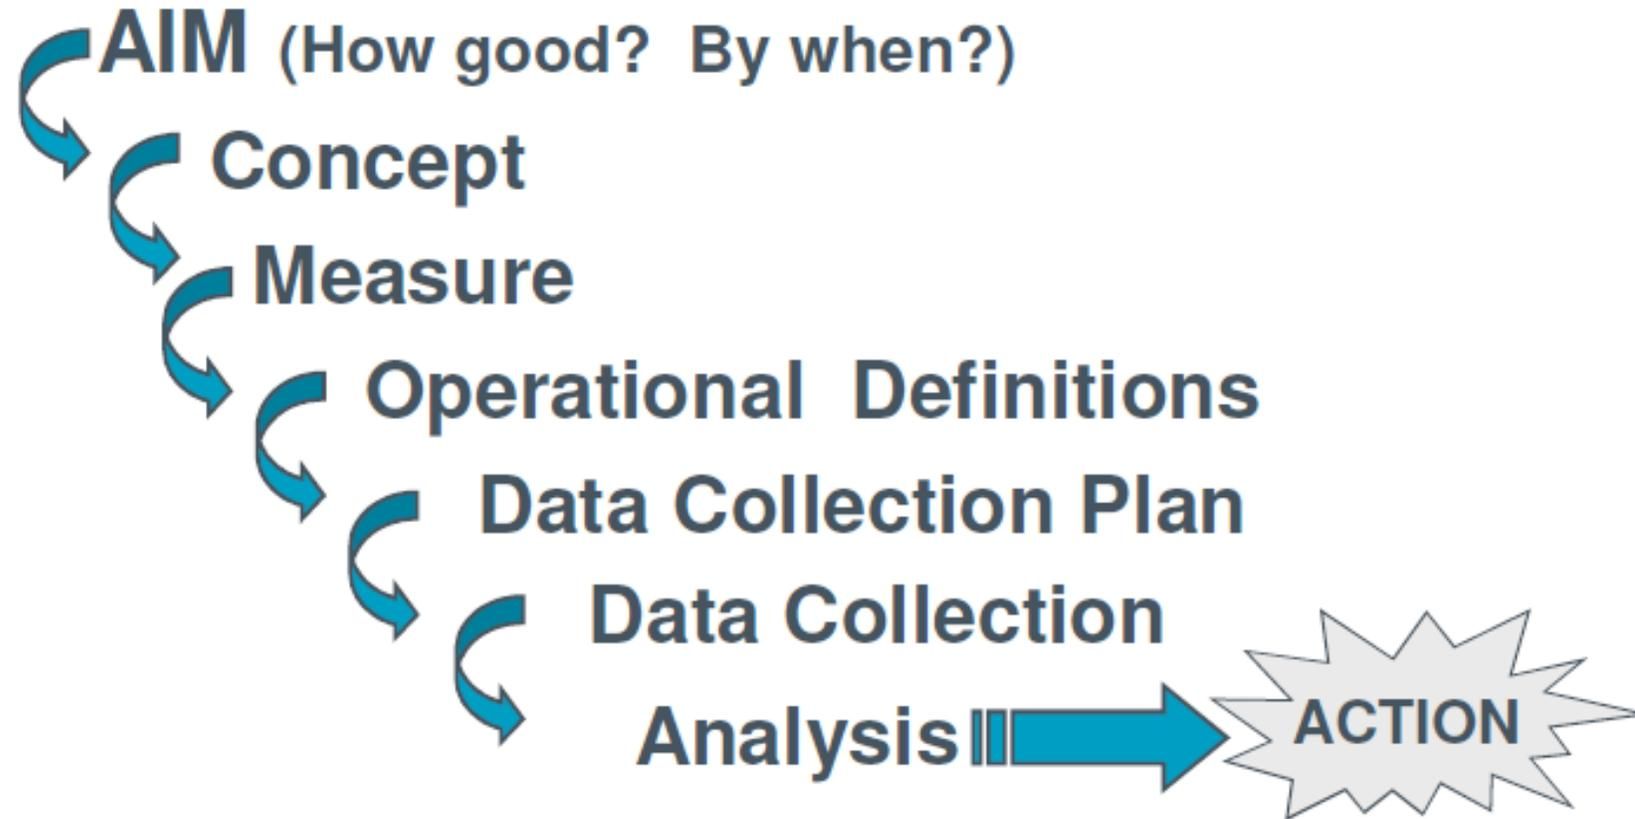 AIM (How good? By when?)
Concept
Measure
Operational Definitions
Data Collection Plan
Data Collection
Analysis
ACTION